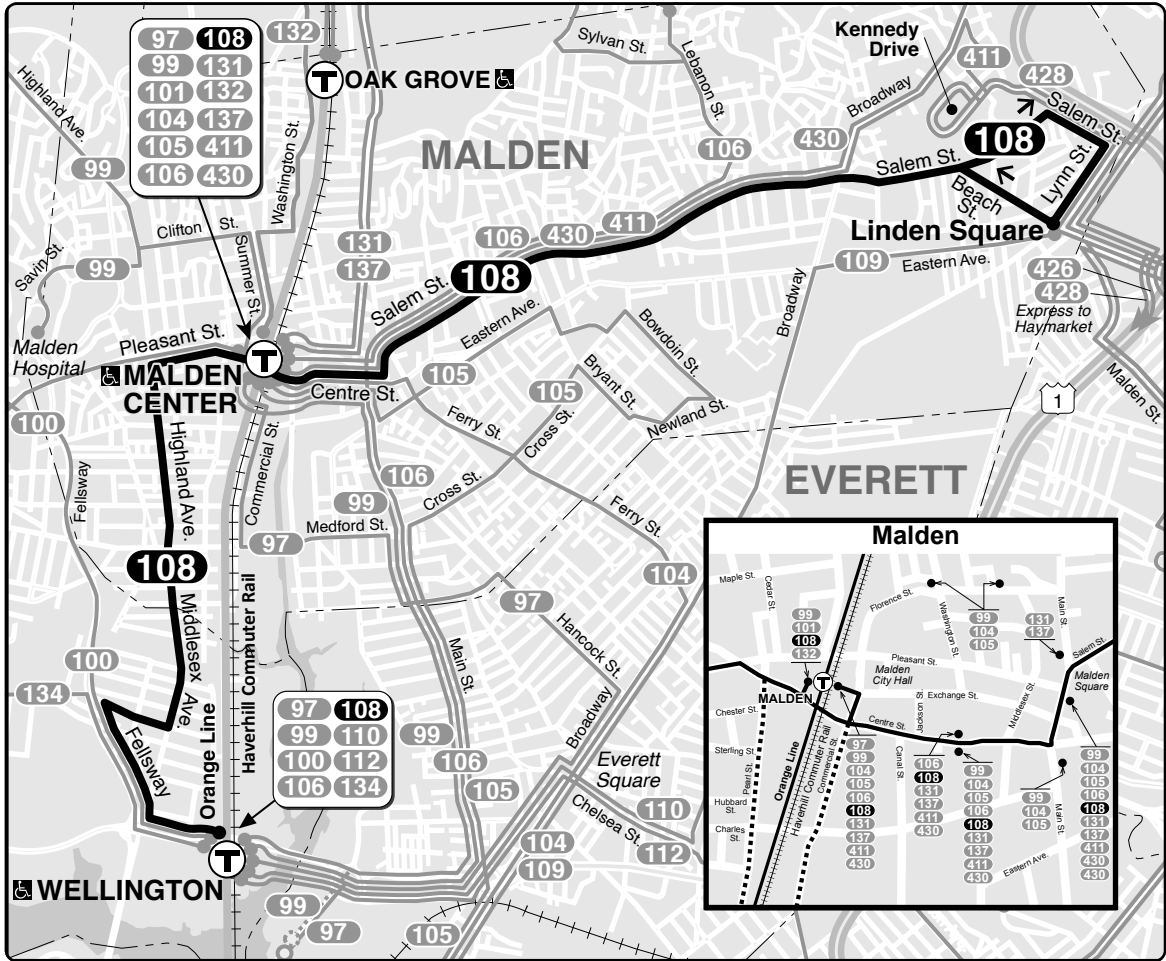 97 108
99 131
101 132
104 137
105 411
106 430
132
OAK GROVE
Sylvan St.
Lebanon St.
Kennedy
Drive
411
428
Broadway
430
106
Highland Ave.
99
Washington St.
MALDEN
Salem St.
108
Salem St.
Lynn St.
Beach
St.
Linden Square
Clifton St.
Summer St.
Savin St.
99
131
137
106
430
411
109
Eastern Ave.
426
428
Express to
Haymarket
Malden St.
1
Salem St.
108
Broadway
Pleasant St.
Malden
Hospital
MALDEN
CENTER
Eastern Ave.
Bowdoin St.
Centre St.
105
105
Bryant St.
Newland St.
100
Highland Ave.
Commercial St.
Ferry St.
Cross St.
Cross St.
106
99
Medford St.
97
Fellsway
EVERETT
Ferry St.
104
108
Middlesex Ave.
Haverhill Commuter Rail
97
Hancock St.
Main St.
100
134
Fellsway
Orange Line
97 108
99 110
100 112
106 134
99
106
105
Broadway
Everett
Square
110
Chelsea St.
112
104
109
WELLINGTON
99
97
105
Malden
Maple St.
Cedar St.
99
101
108
132
Florence St.
Washington St.
99
104
105
Main St.
131
137
Salem St.
Pleasant St.
Malden
City Hall
Malden
Square
MALDEN
Exchange St.
Middlesex St.
Jackson St.
Chester St.
Centre St.
Sterling St.
Pearl St.
Orange Line
Haverhill Commuter Rail
Commercial St.
Canal St.
Hubbard
St.
Charles
St.
97
99
104
105
106
108
131
137
411
430
106
108
131
137
411
430
99
104
105
106
108
131
137
411
430
99
104
105
Main St.
Eastern Ave.
99
104
105
106
108
131
137
411
430
T
T
T
T